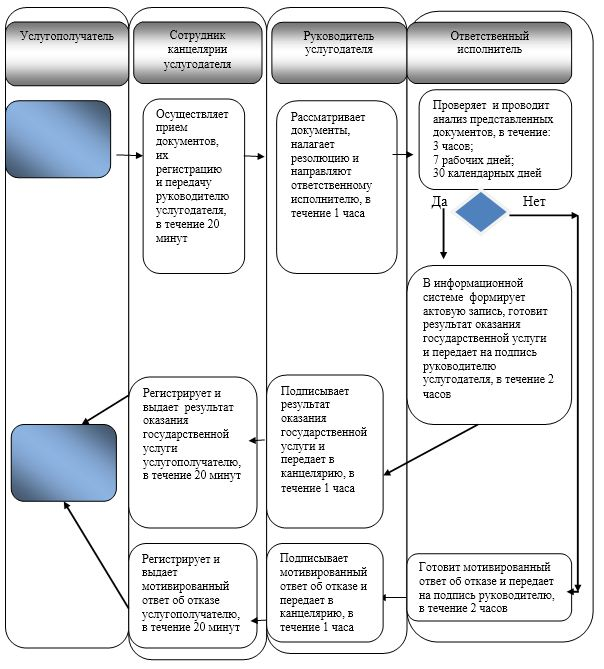 Услугополучатель
Сотрудник
канцелярии
услугодателя
Руководитель
услугодателя
Ответственный
исполнитель
Осуществляет
прием
документов,
их
регистрацию
и передачу
руководителю
услугодателя,
в течение 20
минут
Рассматривает
документы,
налагает
резолюцию и
направляют
ответственному
исполнителю, в
течение 1 часа
Проверяет и проводит
анализ представленных
документов, в течение:
3 часов;
7 рабочих дней;
30 календарных дней
Да
Нет
В информационной
системе формирует
актовую запись, готовит
результат оказания
государственной услуги
и передает на подпись
руководителю
услугодателя, в течение 2
часов
Регистрирует и
выдает результат
оказания
государственной
услуги
услугополучателю,
в течение 20 минут
Подписывает
результат
оказания
государственной
услуги и
передает в
канцелярию, в
течение 1 часа
Регистрирует и
выдает
мотивированный
ответ об отказе
услугополучателю,
в течение 20 минут
Подписывает
мотивированный
ответ об отказе и
передает в
канцелярию, в
течение 1 часа
Готовит мотивированный
ответ об отказе и передает
на подпись руководителю,
в течение 2 часов